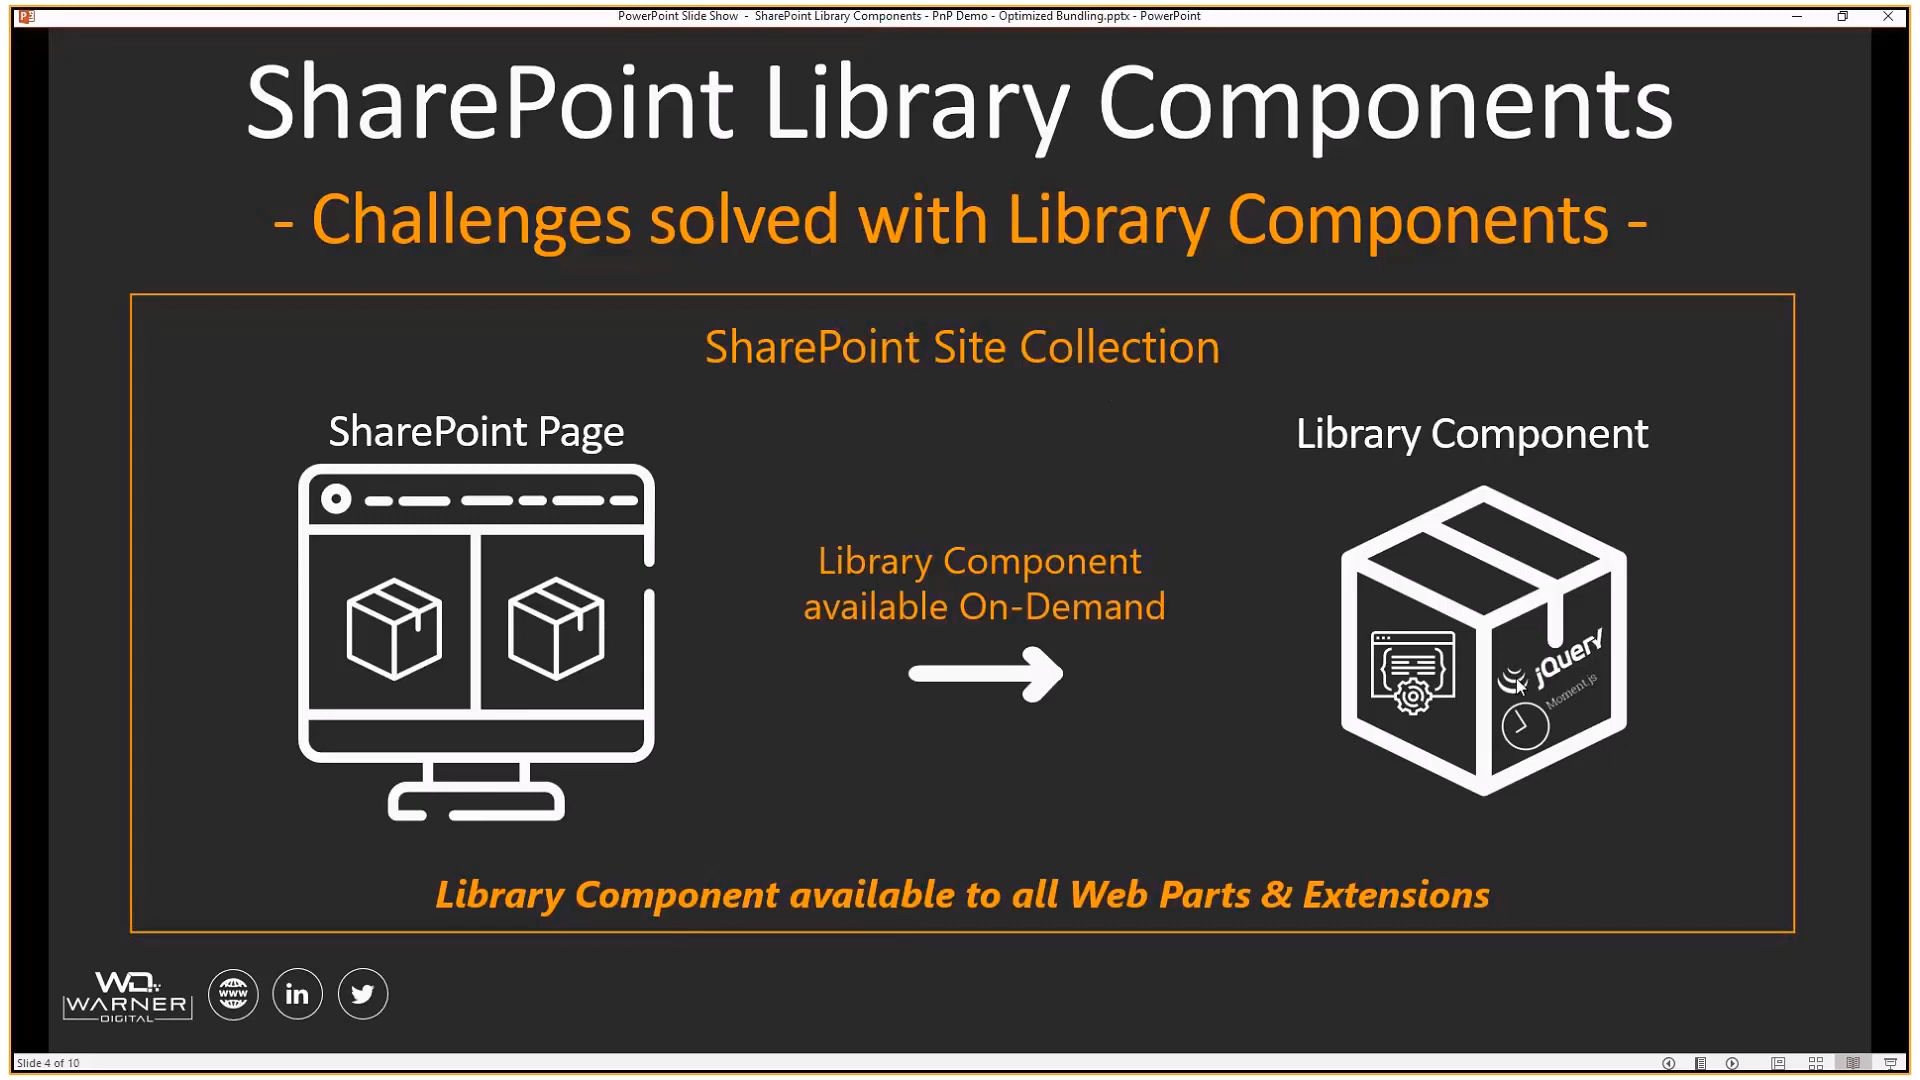 PowerPoint Slide Show - SharePoint Library Components - PnP Demo - Optimized Bundling.pptx - PowerPoint
SharePoint Library Components
- Challenges solved with Library Components -
SharePoint Site Collection
SharePoint Page
Library Component
Library Component
available On-Demand
jQuery
Moment.js
Library Component available to all Web Parts & Extensions
WD
WARNER
DIGITAL
www
in
Slide 4 of 10